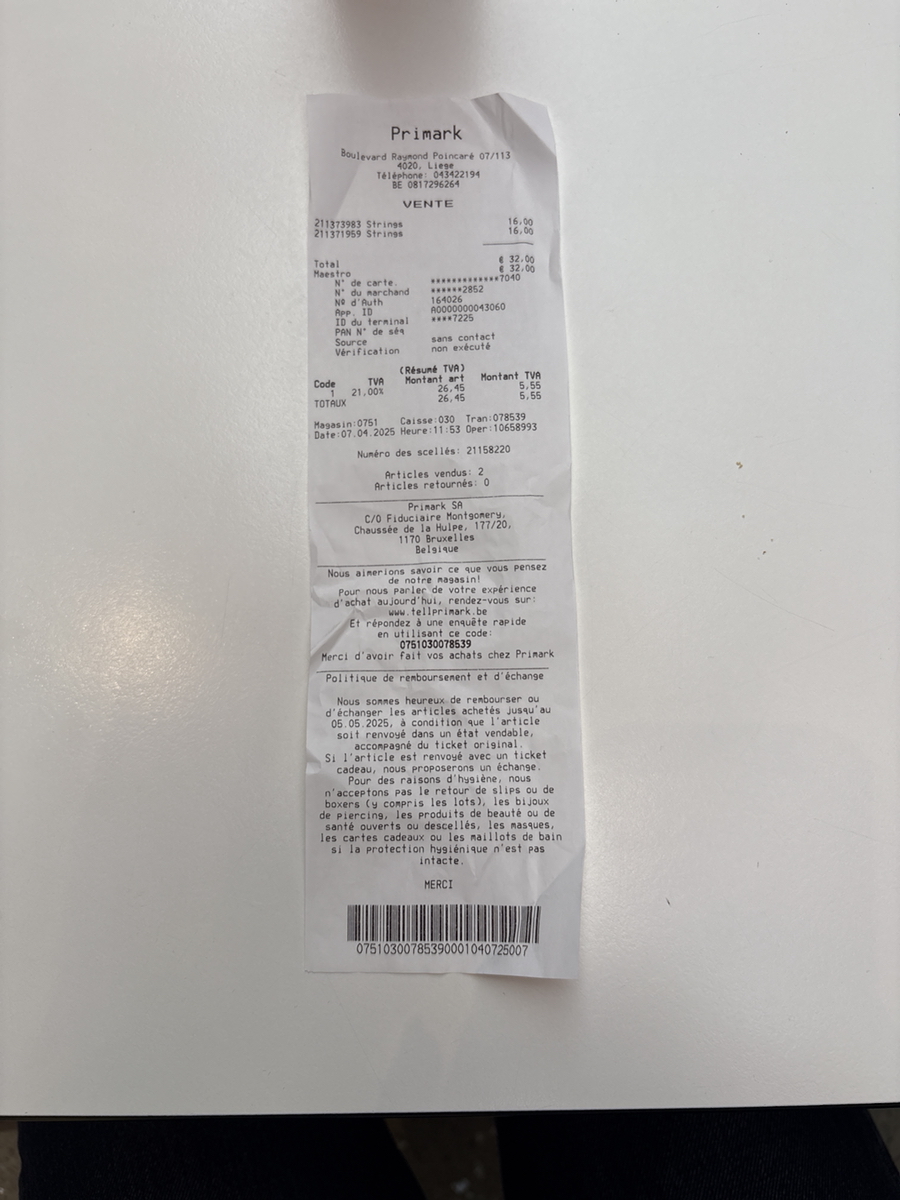 Primark
Boulevard Raymond Poincaré 07/113
4020, Liege
Téléphone: 043422194
BE 0817296264
VENTE
211373983 Strings 16,00
211371959 Strings 16,00
Total € 32,00
Maestro € 32,00
N° de carte. *************7040
N° du marchand ******2852
Nº d'Auth 164026
App. ID A0000000043060
ID du terminal ****7225
PAN N° de séq
Source sans contact
Vérification non exécuté
(Résumé TVA)
Code TVA Montant art Montant TVA
1 21,00% 26,45 5,55
TOTAUX 26,45 5,55
Magasin:0751 Caisse:030 Tran:078539
Date:07.04.2025 Heure:11:53 Oper:10658993
Numéro des scellés: 21158220
Articles vendus: 2
Articles retournés: 0
Primark SA
C/O Fiduciaire Montgomery,
Chaussée de la Hulpe, 177/20,
1170 Bruxelles
Belgique
Nous aimerions savoir ce que vous pensez
de notre magasin!
Pour nous parler de votre expérience
d'achat aujourd'hui, rendez-vous sur:
www.tellprimark.be
Et répondez à une enquête rapide
en utilisant ce code:
0751030078539
Merci d'avoir fait vos achats chez Primark
Politique de remboursement et d'échange
Nous sommes heureux de rembourser ou
d'échanger les articles achetés jusqu'au
05.05.2025, à condition que l'article
soit renvoyé dans un état vendable,
accompagné du ticket original.
Si l'article est renvoyé avec un ticket
cadeau, nous proposerons un échange.
Pour des raisons d'hygiène, nous
n'acceptons pas le retour de slips ou de
boxers (y compris les lots), les bijoux
de piercing, les produits de beauté ou de
santé ouverts ou descellés, les masques,
les cartes cadeaux ou les maillots de bain
si la protection hygiénique n'est pas
intacte.
MERCI
07510300785390001040725007